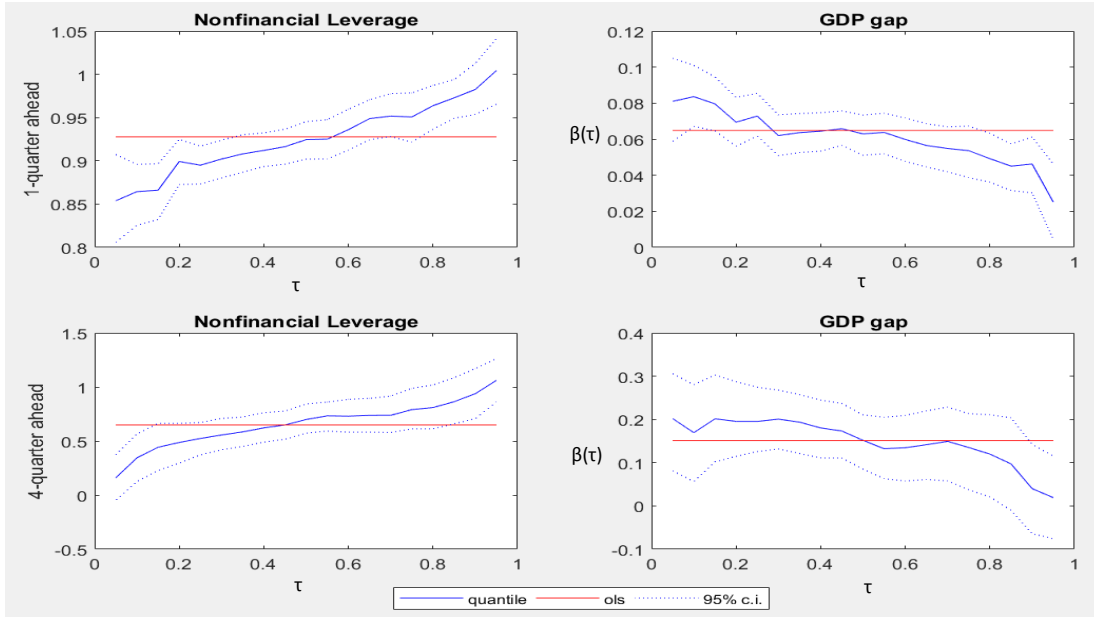 Nonfinancial Leverage
1-quarter ahead
1.05
1
0.95
0.9
0.85
0.8
0 0.2 0.4 0.6 0.8 1
τ
GDP gap
β(τ)
0.12
0.1
0.08
0.06
0.04
0.02
0
0 0.2 0.4 0.6 0.8 1
τ
Nonfinancial Leverage
4-quarter ahead
1.5
1
0.5
0
-0.5
0 0.2 0.4 0.6 0.8 1
τ
GDP gap
β(τ)
0.4
0.3
0.2
0.1
0
-0.1
0 0.2 0.4 0.6 0.8 1
τ
quantile ols 95% c.i.